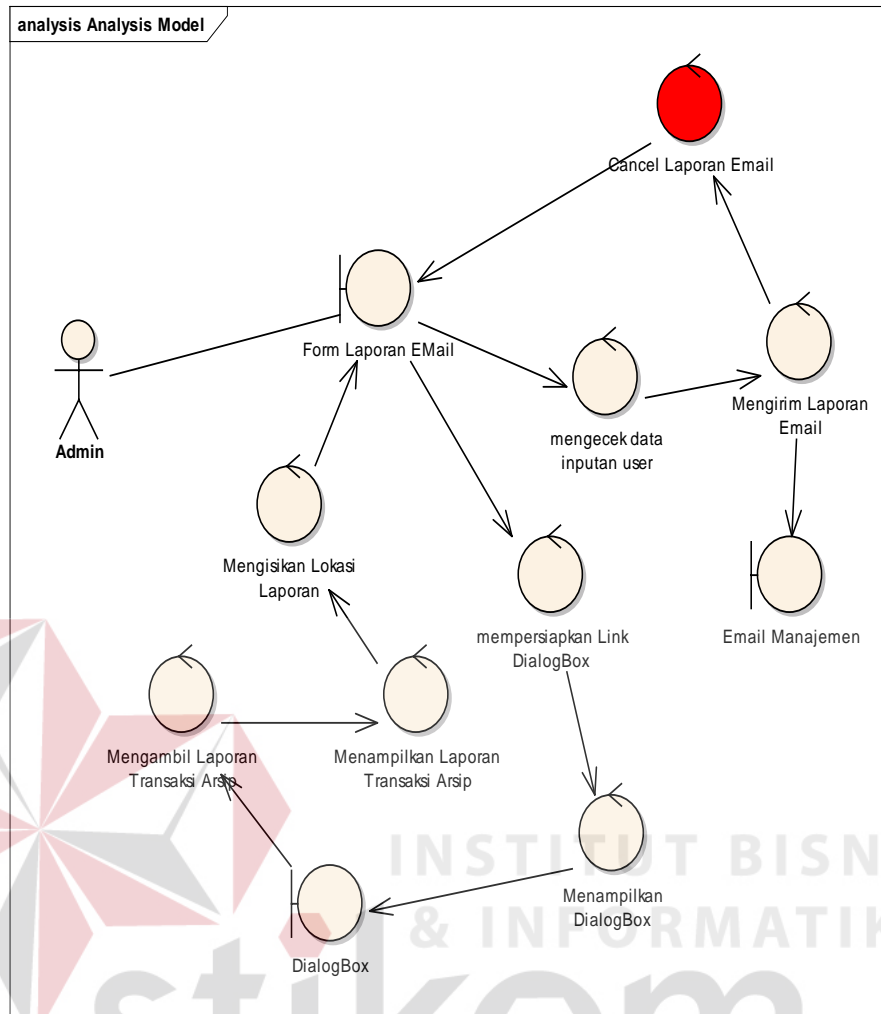 analysis Analysis Model
Cancel Laporan Email
Form Laporan EMail
Admin
mengecek data
inputan user
Mengirim Laporan
Email
Mengisikan Lokasi
Laporan
mempersiapkan Link
DialogBox
Email Manajemen
Mengambil Laporan
Transaksi Arsip
Menampilkan Laporan
Transaksi Arsip
Menampilkan
DialogBox
DialogBox
INSTITUT BISN
& INFORMATIK
stikom